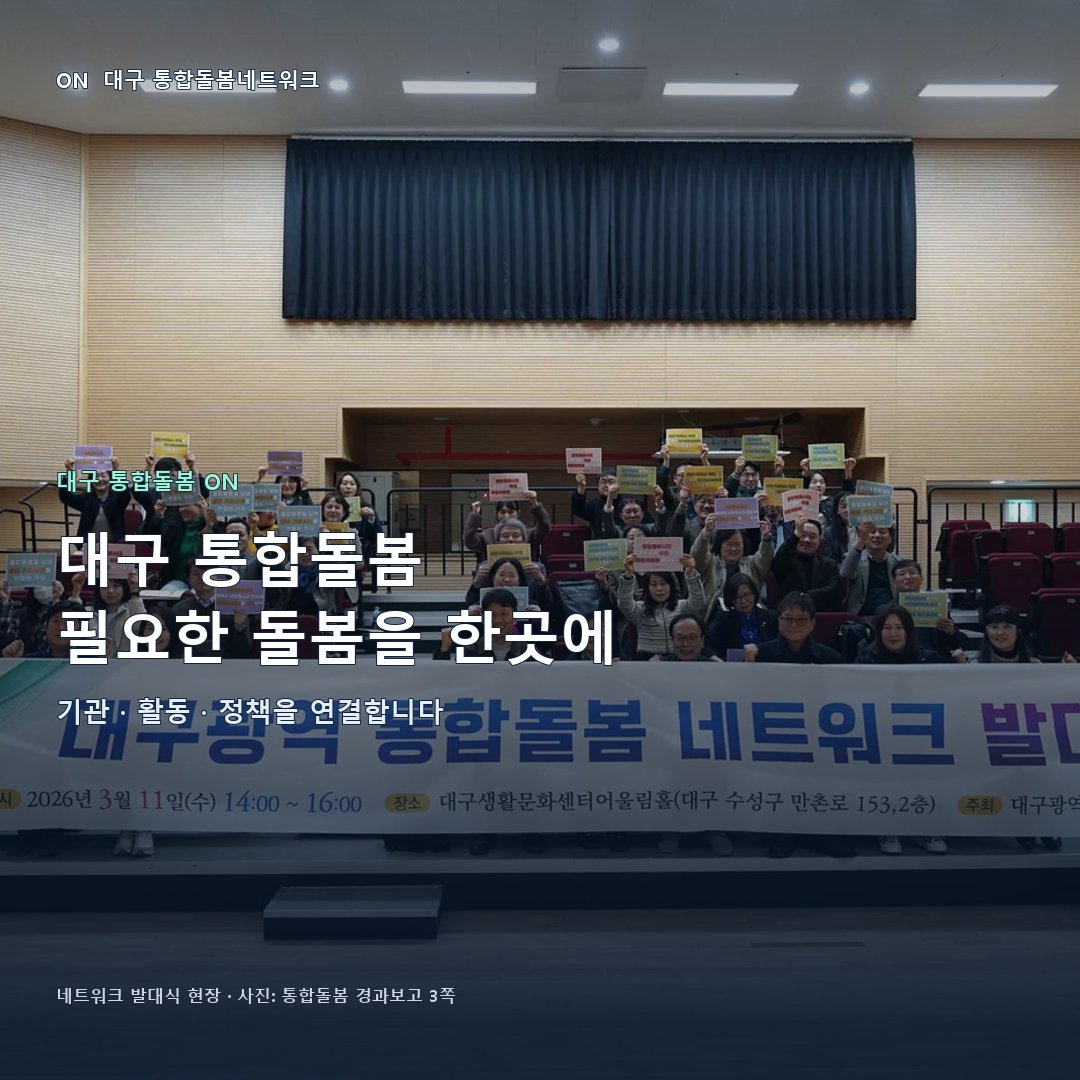 ON 대구 통합돌봄네트워크
대구 통합돌봄 ON
대구 통합돌봄
필요한 돌봄을 한곳에
기관 · 활동 · 정책을 연결합니다
대구광역 통합돌봄 네트워크 발대
시 2026년 3월 11일(수) 14:00 ~ 16:00 장소 대구생활문화센터어울림홀(대구 수성구 만촌로 153,2층) 주최 대구광역
네트워크 발대식 현장 · 사진: 통합돌봄 경과보고 3쪽